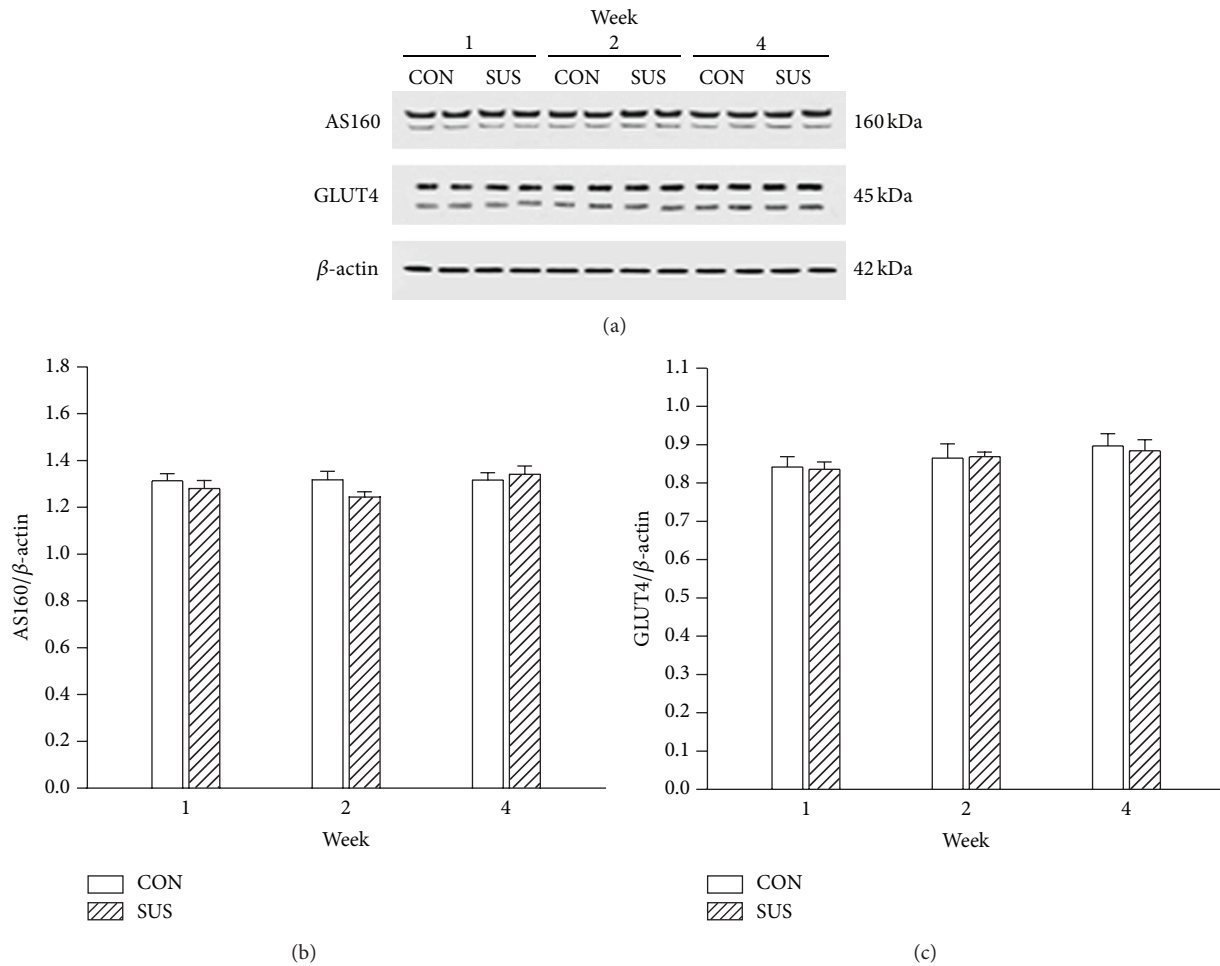 Week
1 2 4
CON SUS CON SUS CON SUS
AS160 160 kDa
GLUT4 45 kDa
β-actin 42 kDa
(a)
1.8
1.6
1.4
1.2
1.0
0.8
0.6
0.4
0.2
0.0
AS160/β-actin
1 2 4
Week
CON
SUS
(b)
1.1
1.0
0.9
0.8
0.7
0.6
0.5
0.4
0.3
0.2
0.1
0.0
GLUT4/β-actin
1 2 4
Week
CON
SUS
(c)